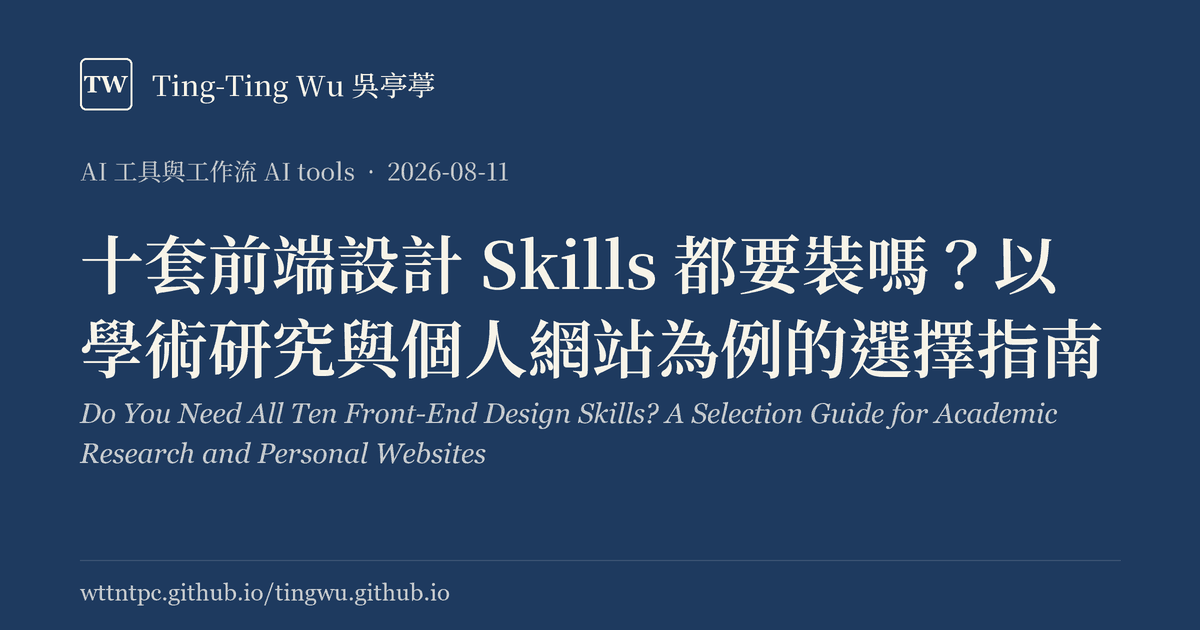 TW
Ting-Ting Wu 吳亭葶
AI 工具與工作流 AI tools · 2026-08-11
十套前端設計 Skills 都要裝嗎？以
學術研究與個人網站為例的選擇指南
Do You Need All Ten Front-End Design Skills? A Selection Guide for Academic
Research and Personal Websites
wttntpc.github.io/tingwu.github.io